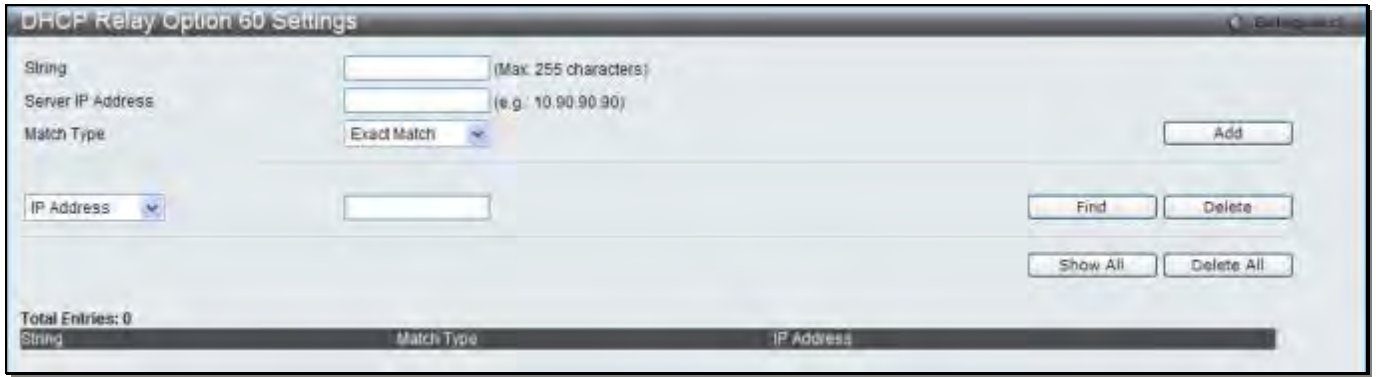 DHCP Relay Option 60 Settings
String (Max. 255 characters)
Server IP Address (e.g.: 10.90.90.90)
Match Type Exact Match Add
IP Address Find Delete
Show All Delete All
Total Entries: 0
String Match Type IP Address